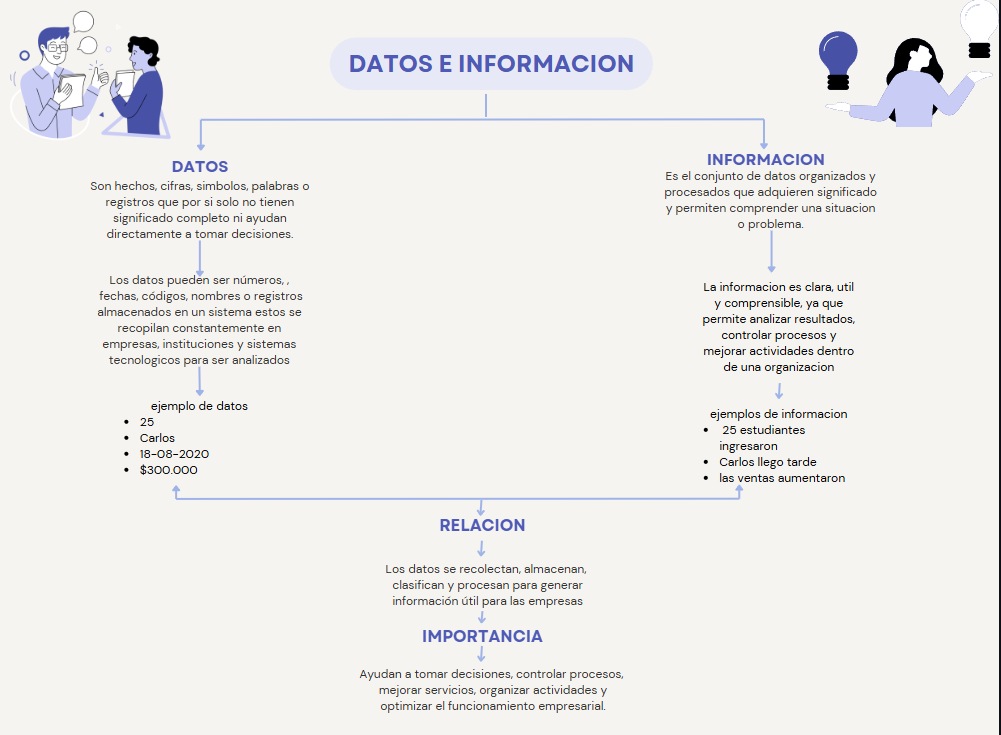 DATOS E INFORMACION
DATOS
Son hechos, cifras, simbolos, palabras o
registros que por si solo no tienen
significado completo ni ayudan
directamente a tomar decisiones.
Los datos pueden ser números, ,
fechas, códigos, nombres o registros
almacenados en un sistema estos se
recopilan constantemente en
empresas, instituciones y sistemas
tecnologicos para ser analizados
ejemplo de datos
• 25
• Carlos
• 18-08-2020
• $300.000
INFORMACION
Es el conjunto de datos organizados y
procesados que adquieren significado
y permiten comprender una situacion
o problema.
La informacion es clara, util
y comprensible, ya que
permite analizar resultados,
controlar procesos y
mejorar actividades dentro
de una organizacion
ejemplos de informacion
• 25 estudiantes
ingresaron
• Carlos llego tarde
• las ventas aumentaron
RELACION
Los datos se recolectan, almacenan,
clasifican y procesan para generar
información útil para las empresas
IMPORTANCIA
Ayudan a tomar decisiones, controlar procesos,
mejorar servicios, organizar actividades y
optimizar el funcionamiento empresarial.